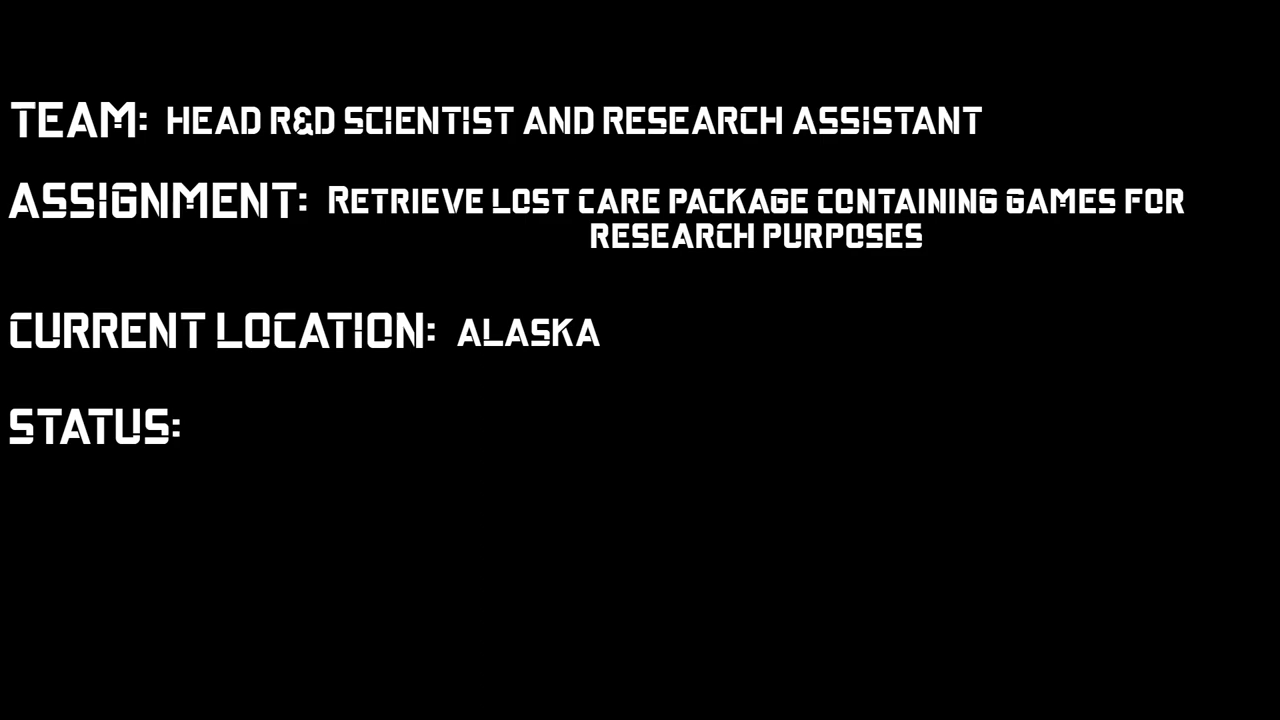 TEAM: HEAD R&D SCIENTIST AND RESEARCH ASSISTANT
ASSIGNMENT: RETRIEVE LOST CARE PACKAGE CONTAINING GAMES FOR
RESEARCH PURPOSES
CURRENT LOCATION: ALASKA
STATUS: